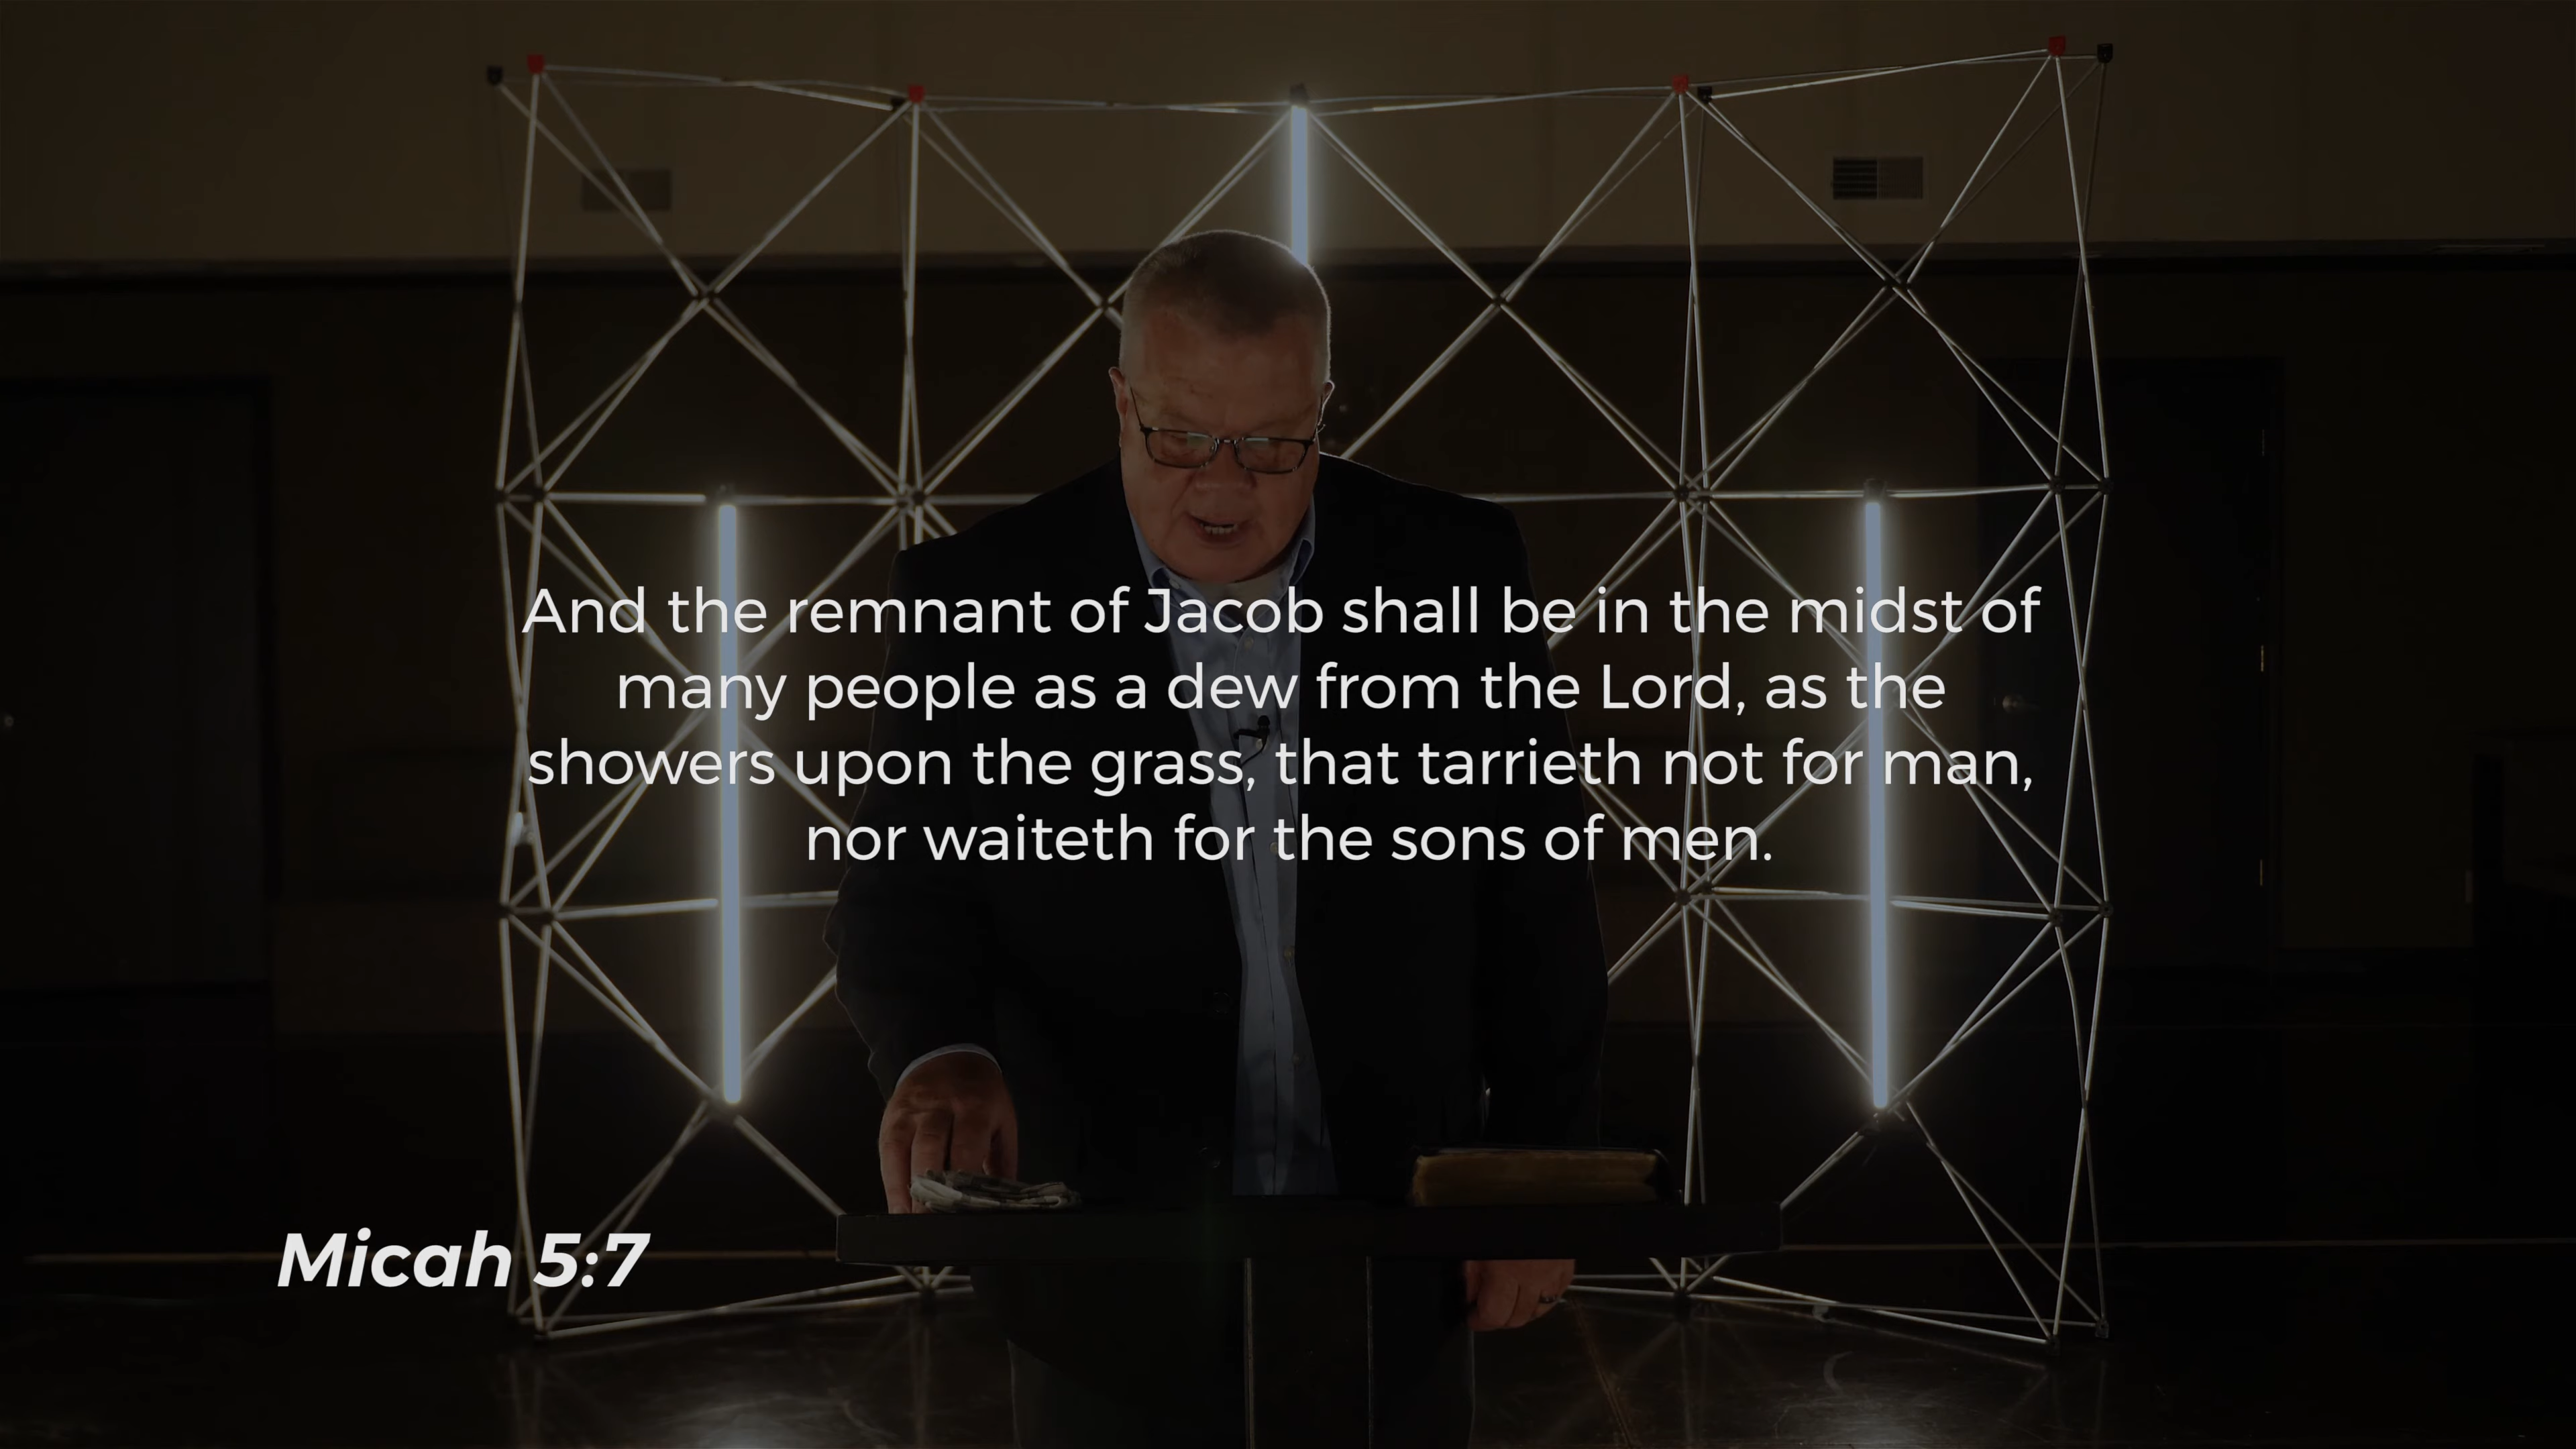 And the remnant of Jacob shall be in the midst of
many people as a dew from the Lord, as the
showers upon the grass, that tarrieth not for man,
nor waiteth for the sons of men.
Micah 5:7